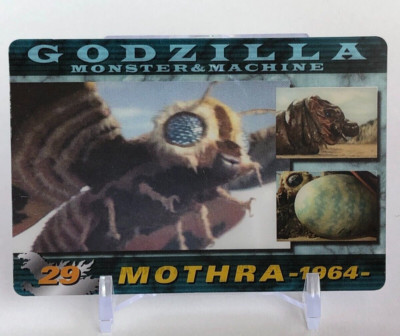 GODZILLA
MONSTER&MACHINE
29 MOTHRA -1964-